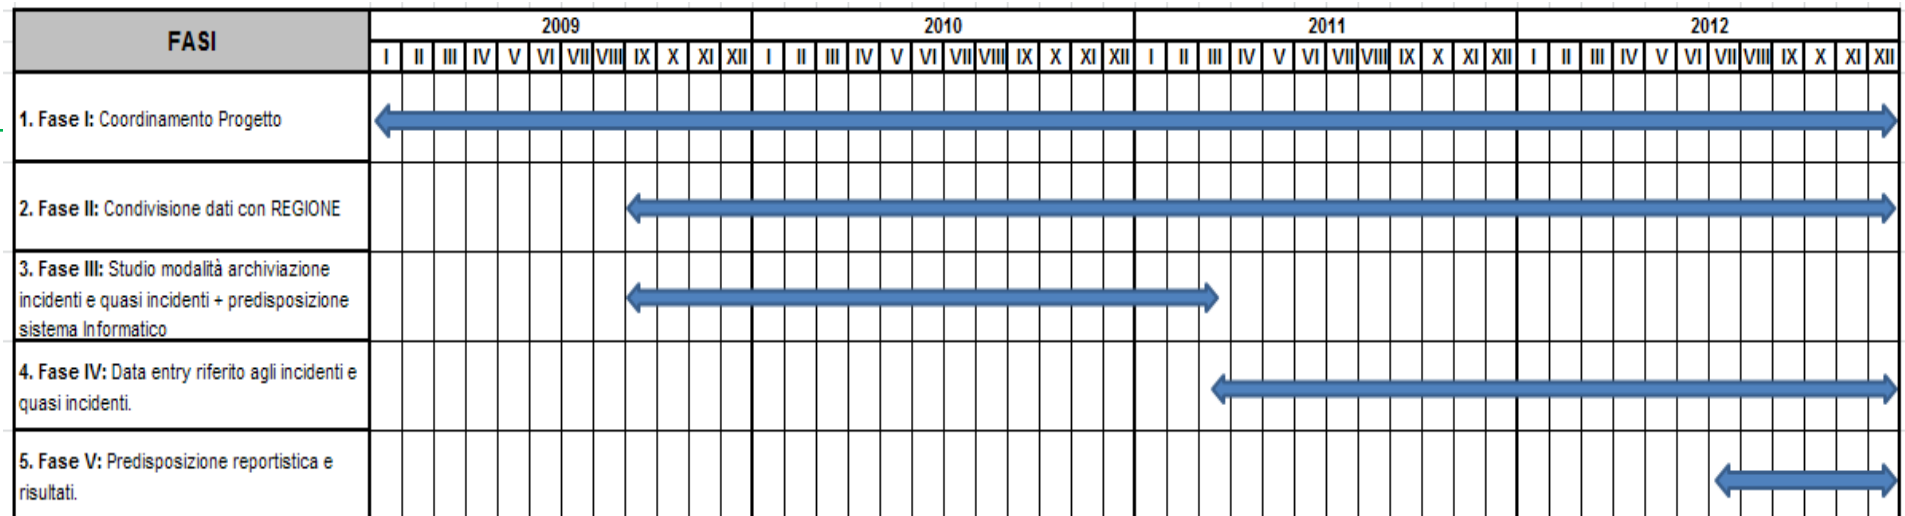 FASI
2009 2010 2011 2012
I II III IV V VI VII VIII IX X XI XII I II III IV V VI VII VIII IX X XI XII I II III IV V VI VII VIII IX X XI XII I II III IV V VI VII VIII IX X XI XII
1. Fase I: Coordinamento Progetto
2. Fase II: Condivisione dati con REGIONE
3. Fase III: Studio modalità archiviazione
incidenti e quasi incidenti + predisposizione
sistema Informatico
4. Fase IV: Data entry riferito agli incidenti e
quasi incidenti.
5. Fase V: Predisposizione reportistica e
risultati.